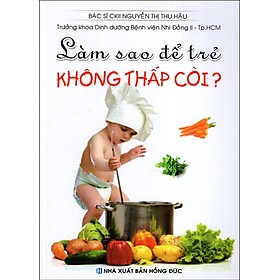 BÁC SĨ CKII NGUYỄN THỊ THU HẬU
Trưởng khoa Dinh dưỡng Bệnh viện Nhi Đồng II - Tp.HCM
Làm sao để trẻ
KHÔNG THẤP CÒI?
NHÀ XUẤT BẢN HỒNG ĐỨC